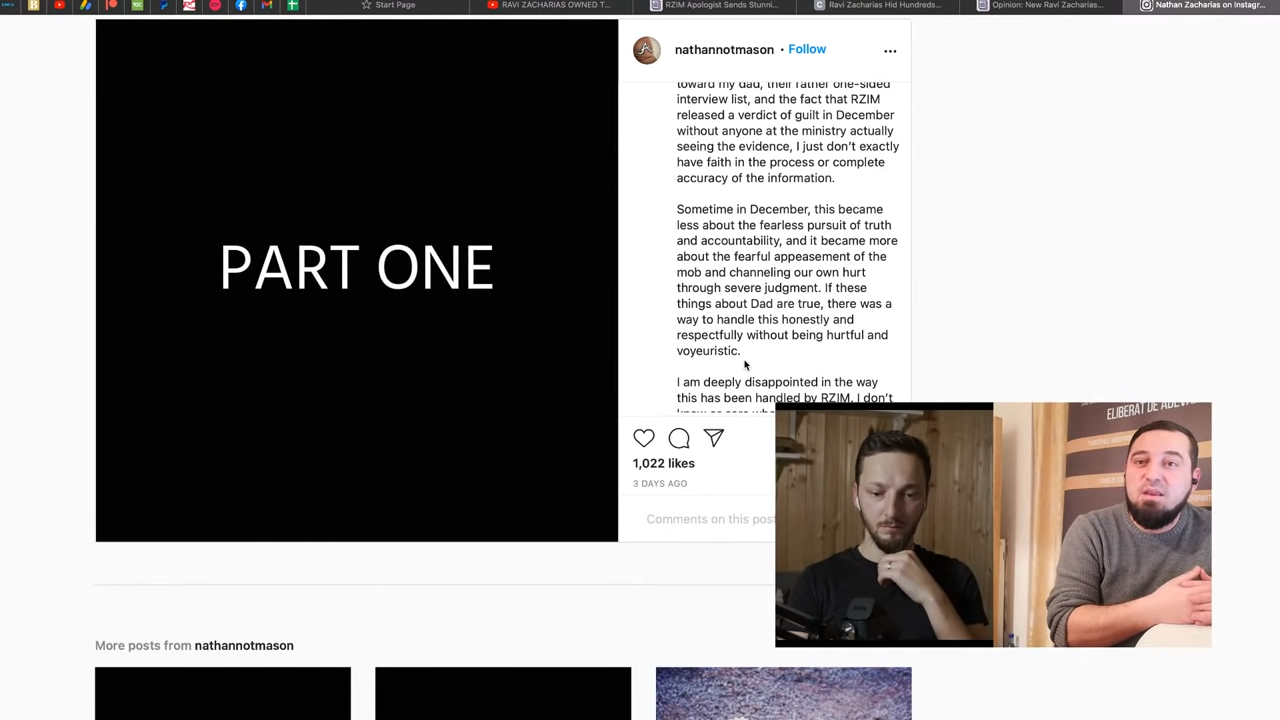 Start Page
RAVI ZACHARIAS OWNED T...
RZIM Apologist Sends Stunni...
Ravi Zacharias Hid Hundreds...
Opinion: New Ravi Zacharias...
Nathan Zacharias on Instagr...
PART ONE
nathannotmason • Follow
toward my dad, their rather one-sided
interview list, and the fact that RZIM
released a verdict of guilt in December
without anyone at the ministry actually
seeing the evidence, I just don't exactly
have faith in the process or complete
accuracy of the information.
Sometime in December, this became
less about the fearless pursuit of truth
and accountability, and it became more
about the fearful appeasement of the
mob and channeling our own hurt
through severe judgment. If these
things about Dad are true, there was a
way to handle this honestly and
respectfully without being hurtful and
voyeuristic.
I am deeply disappointed in the way
this has been handled by RZIM. I don't
1,022 likes
3 DAYS AGO
Comments on this post
ELIBERAT DE ADEVĂ
More posts from nathannotmason